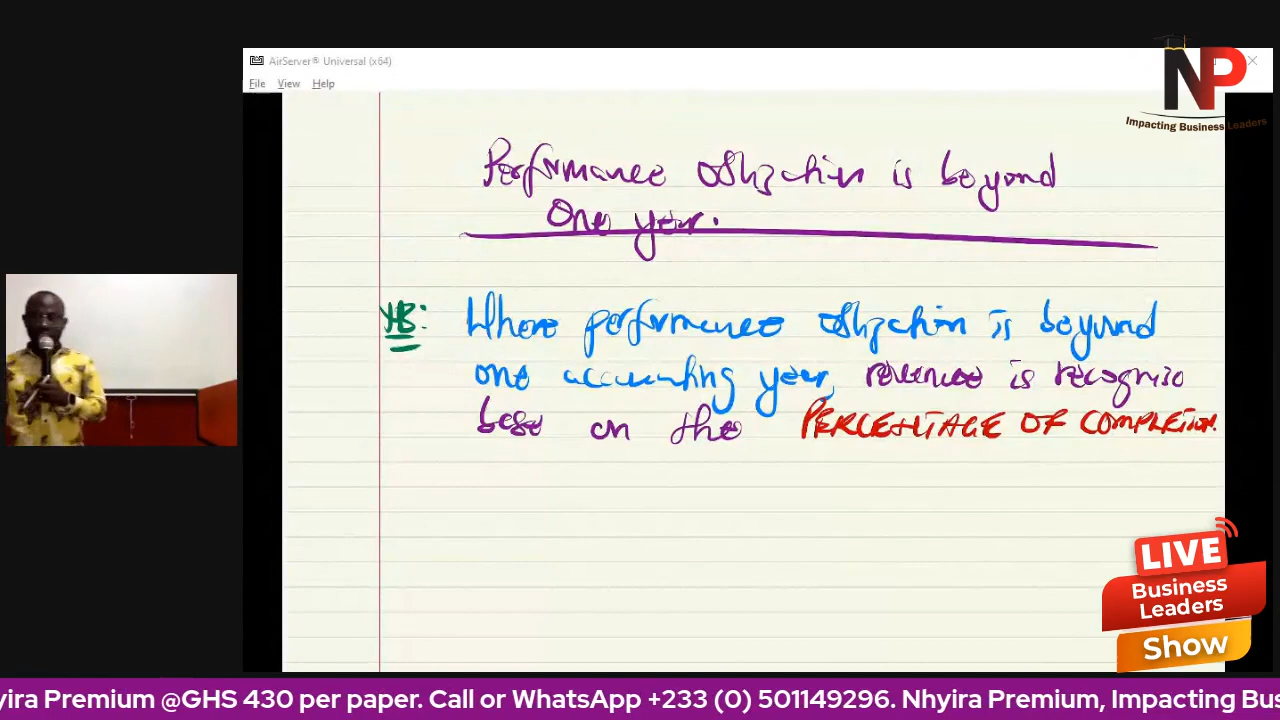 AirServer® Universal (x64)
File View Help
NP
Impacting Business Leaders
Performance obligation is beyond
one year.
NB: Where performance obligation is beyond
one accounting year, revenue is recognise
base on the PERCENTAGE OF COMPLETION.
LIVE
Business
Leaders
Show
yira Premium @GHS 430 per paper. Call or WhatsApp +233 (0) 501149296. Nhyira Premium, Impacting Bus